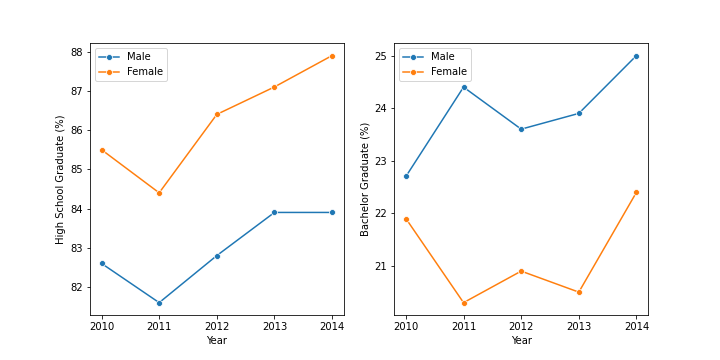 Male
Female
88
87
86
85
84
83
82
High School Graduate (%)
2010 2011 2012 2013 2014
Year
Male
Female
25
24
23
22
21
Bachelor Graduate (%)
2010 2011 2012 2013 2014
Year